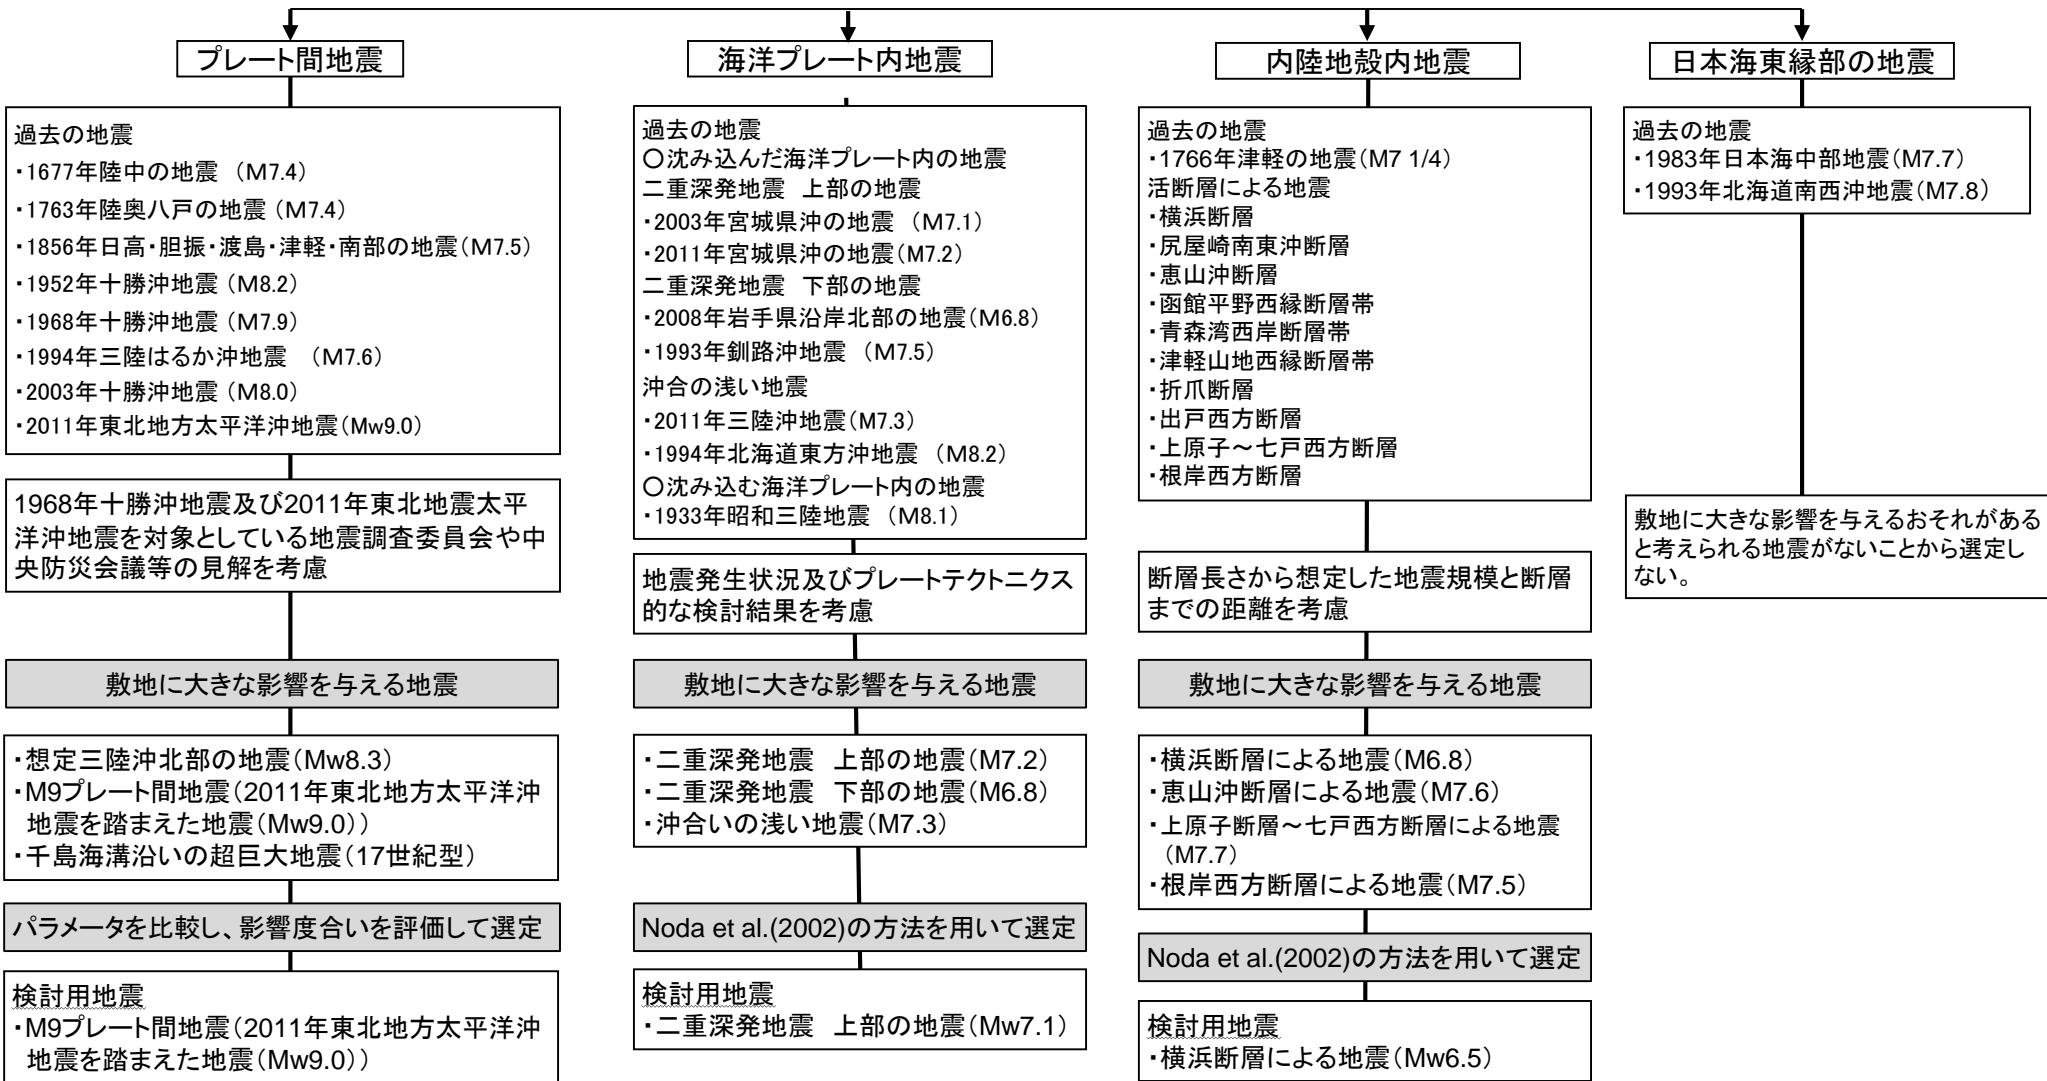 プレート間地震
過去の地震
・1677年陸中の地震 （M7.4）
・1763年陸奥八戸の地震（M7.4）
・1856年日高・胆振・渡島・津軽・南部の地震（M7.5）
・1952年十勝沖地震（M8.2）
・1968年十勝沖地震（M7.9）
・1994年三陸はるか沖地震 （M7.6）
・2003年十勝沖地震（M8.0）
・2011年東北地方太平洋沖地震（Mw9.0）
1968年十勝沖地震及び2011年東北地震太平
洋沖地震を対象としている地震調査委員会や中
央防災会議等の見解を考慮
敷地に大きな影響を与える地震
・想定三陸沖北部の地震（Mw8.3）
・M9プレート間地震（2011年東北地方太平洋沖
地震を踏まえた地震（Mw9.0））
・千島海溝沿いの超巨大地震（17世紀型）
パラメータを比較し、影響度合いを評価して選定
検討用地震
・M9プレート間地震（2011年東北地方太平洋沖
地震を踏まえた地震（Mw9.0））
海洋プレート内地震
過去の地震
○沈み込んだ海洋プレート内の地震
二重深発地震 上部の地震
・2003年宮城県沖の地震 （M7.1）
・2011年宮城県沖の地震（M7.2）
二重深発地震 下部の地震
・2008年岩手県沿岸北部の地震（M6.8）
・1993年釧路沖地震 （M7.5）
沖合の浅い地震
・2011年三陸沖地震（M7.3）
・1994年北海道東方沖地震 （M8.2）
○沈み込む海洋プレート内の地震
・1933年昭和三陸地震 （M8.1）
地震発生状況及びプレートテクトニクス
的な検討結果を考慮
敷地に大きな影響を与える地震
・二重深発地震 上部の地震（M7.2）
・二重深発地震 下部の地震（M6.8）
・沖合いの浅い地震（M7.3）
Noda et al.(2002)の方法を用いて選定
検討用地震
・二重深発地震 上部の地震（Mw7.1）
内陸地殻内地震
過去の地震
・1766年津軽の地震（M7 1/4）
活断層による地震
・横浜断層
・尻屋崎南東沖断層
・恵山沖断層
・函館平野西縁断層帯
・青森湾西岸断層帯
・津軽山地西縁断層帯
・折爪断層
・出戸西方断層
・上原子～七戸西方断層
・根岸西方断層
断層長さから想定した地震規模と断層
までの距離を考慮
敷地に大きな影響を与える地震
・横浜断層による地震（M6.8）
・恵山沖断層による地震（M7.6）
・上原子断層～七戸西方断層による地震
（M7.7）
・根岸西方断層による地震（M7.5）
Noda et al.(2002)の方法を用いて選定
検討用地震
・横浜断層による地震（Mw6.5）
日本海東縁部の地震
過去の地震
・1983年日本海中部地震（M7.7）
・1993年北海道南西沖地震（M7.8）
敷地に大きな影響を与えるおそれがある
と考えられる地震がないことから選定し
ない。